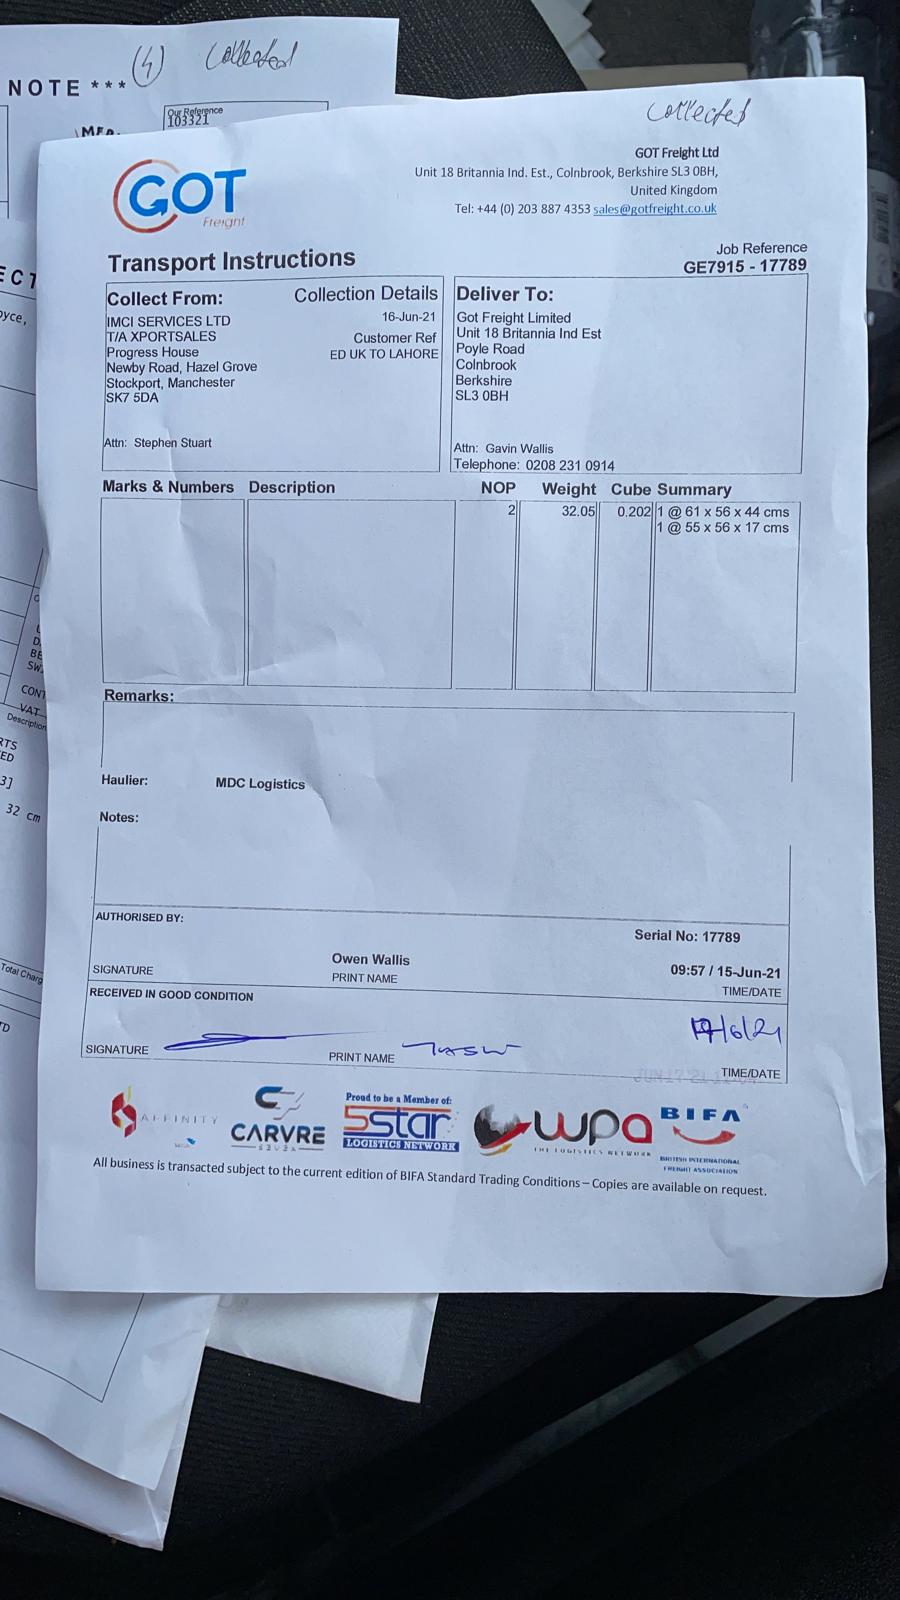 NOTE ***
(4) Collected
Our Reference
103321
Collected
GOT
Freight
GOT Freight Ltd
Unit 18 Britannia Ind. Est., Colnbrook, Berkshire SL3 0BH,
United Kingdom
Tel: +44 (0) 203 887 4353 sales@gotfreight.co.uk
Transport Instructions
Job Reference
GE7915 - 17789
Collect From:
IMCI SERVICES LTD
T/A XPORTSALES
Progress House
Newby Road, Hazel Grove
Stockport, Manchester
SK7 5DA
Attn: Stephen Stuart
Collection Details
16-Jun-21
Customer Ref
ED UK TO LAHORE
Deliver To:
Got Freight Limited
Unit 18 Britannia Ind Est
Poyle Road
Colnbrook
Berkshire
SL3 0BH
Attn: Gavin Wallis
Telephone: 0208 231 0914
Marks & Numbers Description NOP Weight Cube Summary
2 32.05 0.202 1 @ 61 x 56 x 44 cms
1 @ 55 x 56 x 17 cms
Remarks:
Haulier: MDC Logistics
Notes:
AUTHORISED BY:
Serial No: 17789
Owen Wallis
09:57 / 15-Jun-21
SIGNATURE PRINT NAME TIME/DATE
RECEIVED IN GOOD CONDITION
17/6/21
SIGNATURE PRINT NAME TIME/DATE
AFFINITY
CARVRE
Proud to be a Member of:
5star
LOGISTICS NETWORK
wpa
THE LOGISTICS NETWORK
BIFA
BRITISH INTERNATIONAL
FREIGHT ASSOCIATION
All business is transacted subject to the current edition of BIFA Standard Trading Conditions – Copies are available on request.
VAT
Description
32 cm
Total Charg